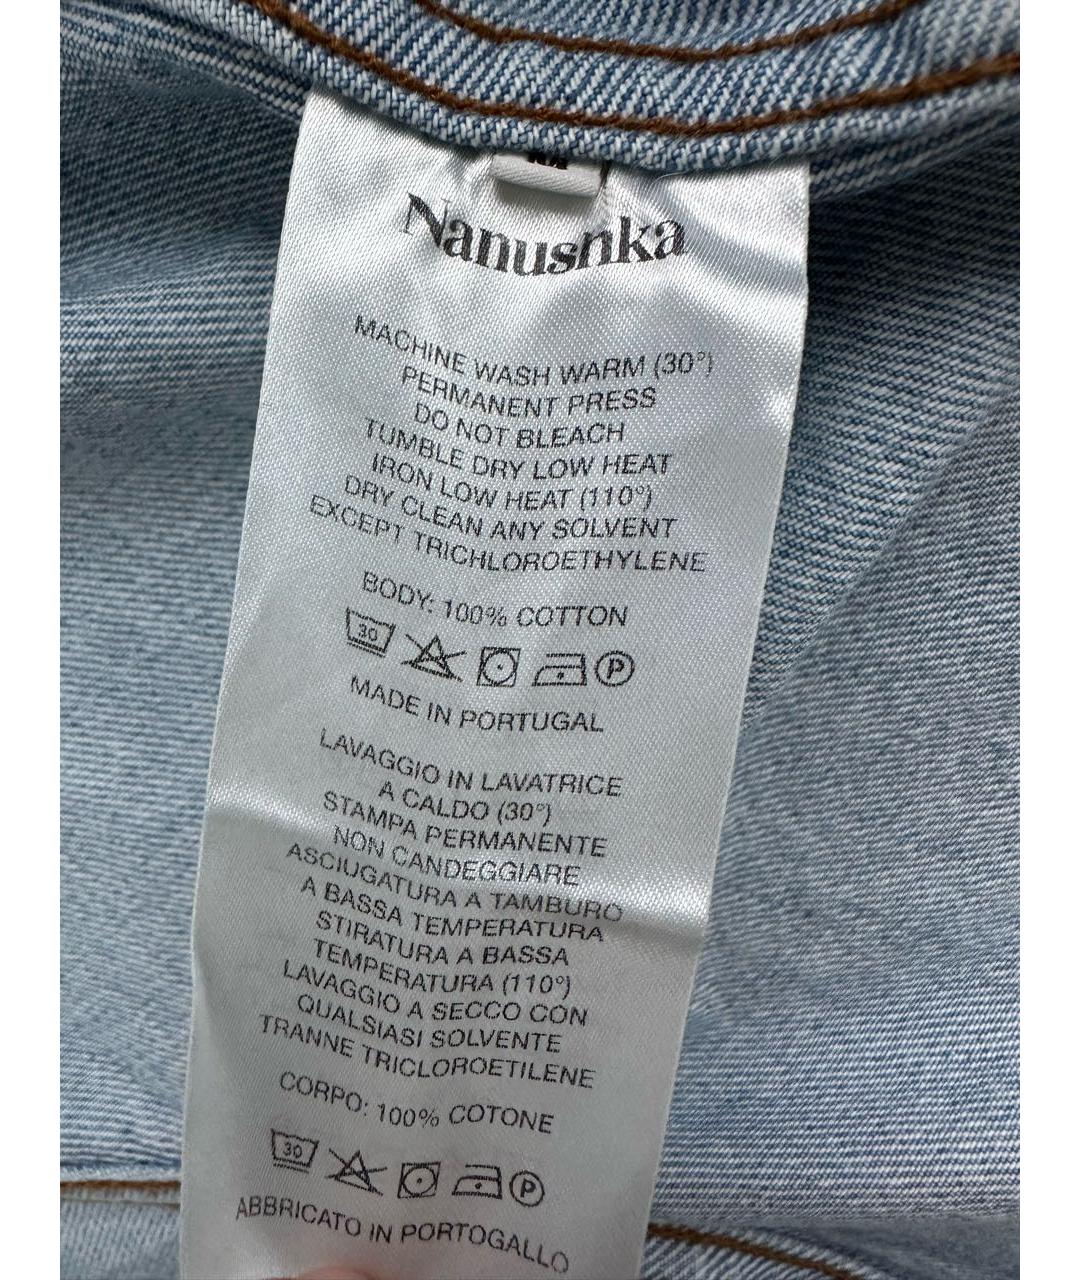 Nanushka
MACHINE WASH WARM (30°)
PERMANENT PRESS
DO NOT BLEACH
TUMBLE DRY LOW HEAT
IRON LOW HEAT (110°)
DRY CLEAN ANY SOLVENT
EXCEPT TRICHLOROETHYLENE
BODY: 100% COTTON
30 P
MADE IN PORTUGAL
LAVAGGIO IN LAVATRICE
A CALDO (30°)
STAMPA PERMANENTE
NON CANDEGGIARE
ASCIUGATURA A TAMBURO
A BASSA TEMPERATURA
STIRATURA A BASSA
TEMPERATURA (110°)
LAVAGGIO A SECCO CON
QUALSIASI SOLVENTE
TRANNE TRICLOROETILENE
CORPO: 100% COTONE
30 P
ABBRICATO IN PORTOGALLO